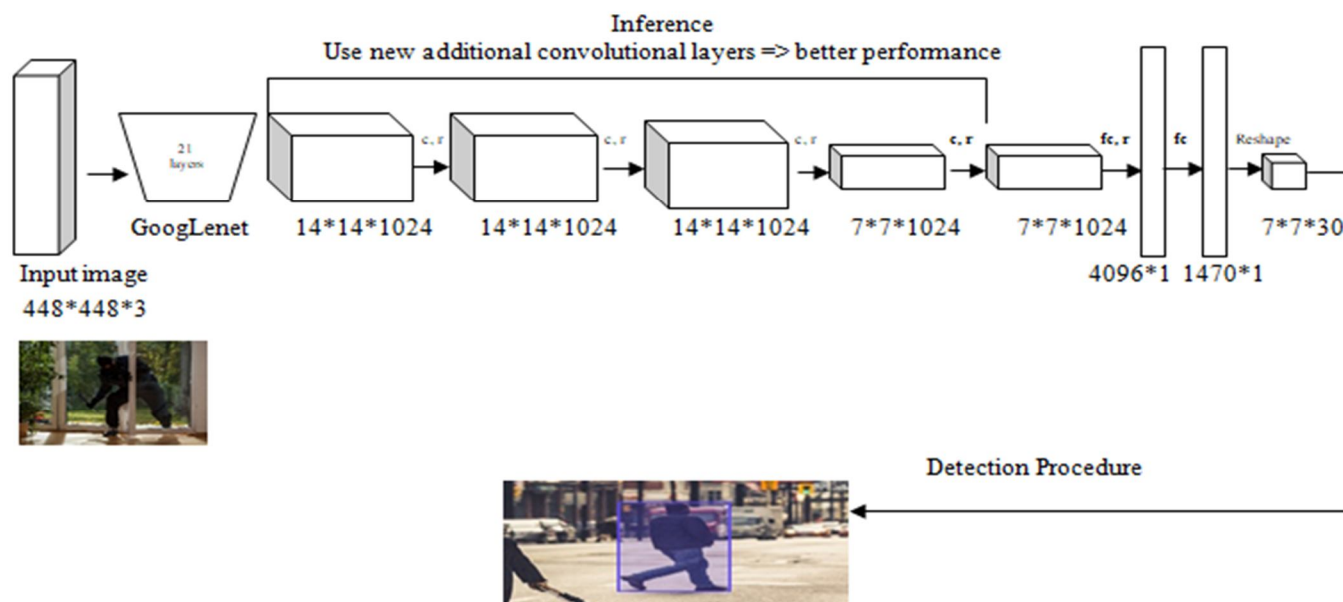 Inference
Use new additional convolutional layers => better performance
21
layers
c, r
c, r
c, r
c, r
fc, r
fc
Reshape
GoogLenet
14*14*1024
14*14*1024
14*14*1024
7*7*1024
7*7*1024
7*7*30
Input image
4096*1
1470*1
448*448*3
Detection Procedure